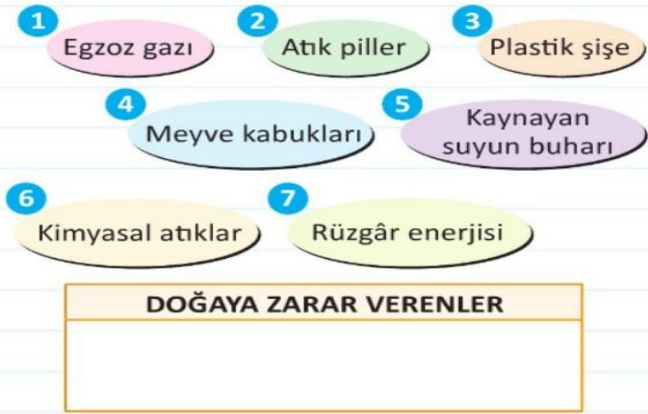 1 Egzoz gazı
2 Atık piller
3 Plastik şişe
4 Meyve kabukları
5 Kaynayan
suyun buharı
6 Kimyasal atıklar
7 Rüzgâr enerjisi
DOĞAYA ZARAR VERENLER